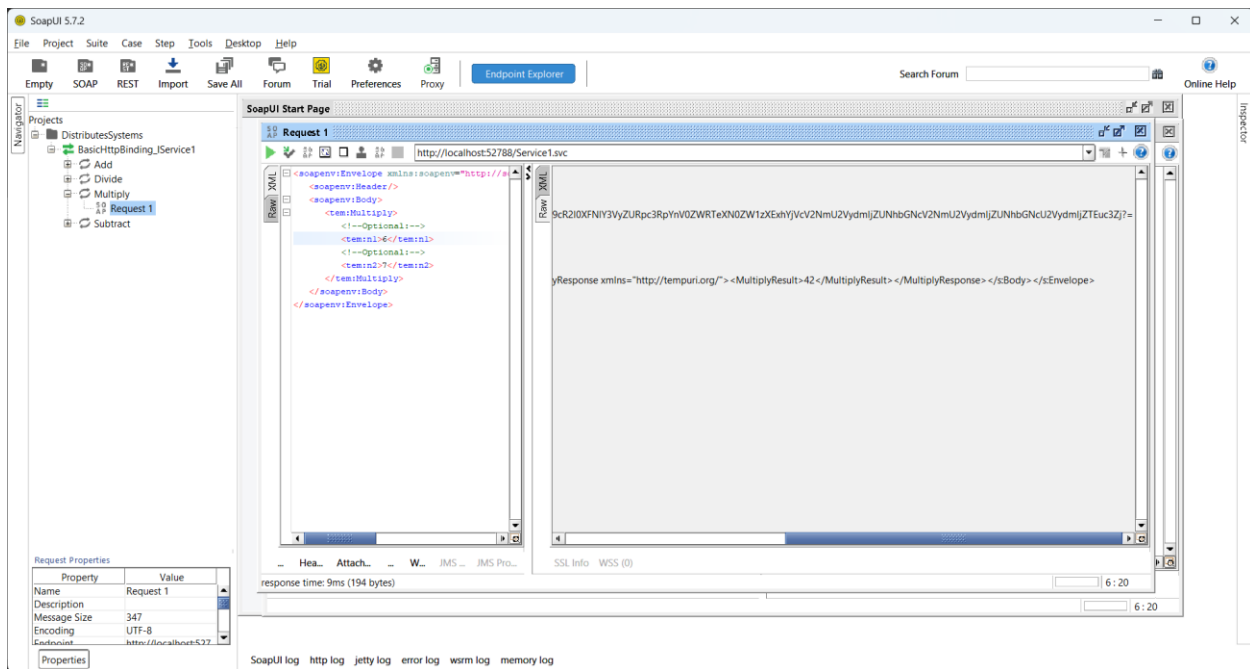 SoapUI 5.7.2
File Project Suite Case Step Tools Desktop Help
Empty SOAP REST Import Save All Forum Trial Preferences Proxy Endpoint Explorer Search Forum Online Help
Navigator
Projects
DistributesSystems
BasicHttpBinding_IService1
Add
Divide
Multiply
Request 1
Subtract
SoapUI Start Page
Request 1
http://localhost:52788/Service1.svc
XML
Raw
<soapenv:Envelope xmlns:soapenv="http://s
<soapenv:Header/>
<soapenv:Body>
<tem:Multiply>
<!--Optional:-->
<tem:n1>6</tem:n1>
<!--Optional:-->
<tem:n2>7</tem:n2>
</tem:Multiply>
</soapenv:Body>
</soapenv:Envelope>
XML
Raw
yResponse xmlns="http://tempuri.org/"><MultiplyResult>42</MultiplyResult></MultiplyResponse></s:Body></s:Envelope>
... Hea... Attach... ... W... JMS ... JMS Pro...
SSL Info WSS (0)
response time: 9ms (194 bytes)
6 : 20
6 : 20
Inspector
Request Properties
Property Value
Name Request 1
Description
Message Size 347
Encoding UTF-8
Endpoint http://localhost:527
Properties
SoapUI log http log jetty log error log wsrm log memory log